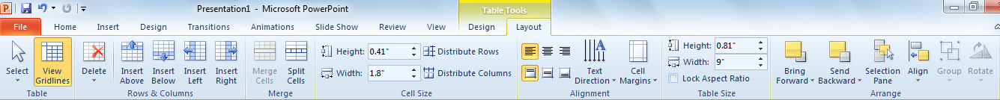 P
Presentation1 - Microsoft PowerPoint
Table Tools
File Home Insert Design Transitions Animations Slide Show Review View Design Layout
Select
View Gridlines
Table
Delete
Insert Above
Insert Below
Insert Left
Insert Right
Rows & Columns
Merge Cells
Split Cells
Merge
Height: 0.41"
Width: 1.8"
Distribute Rows
Distribute Columns
Cell Size
Text Direction
Cell Margins
Alignment
Height: 0.81"
Width: 9"
Lock Aspect Ratio
Table Size
Bring Forward
Send Backward
Selection Pane
Align
Group
Rotate
Arrange